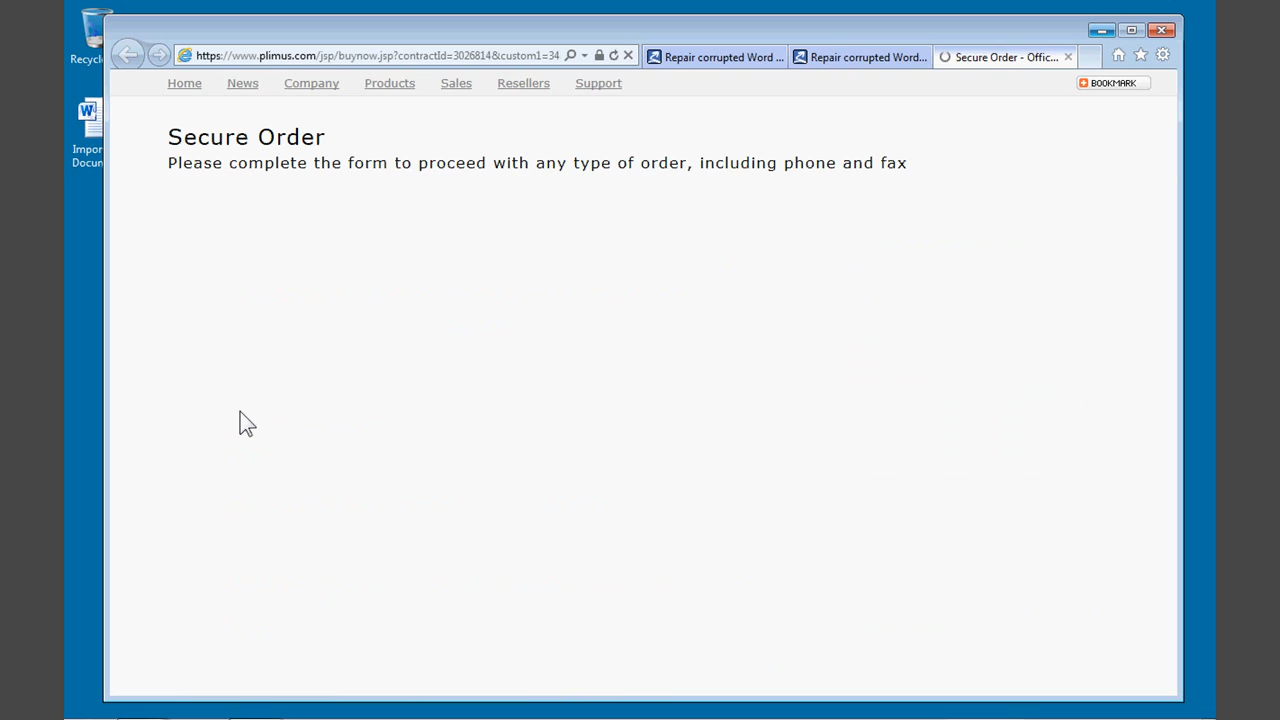 Recycl
Impor
Docum
https://www.plimus.com/jsp/buynow.jsp?contractId=3026814&custom1=34
Repair corrupted Word ...
Repair corrupted Word...
Secure Order - Offic...
Home
News
Company
Products
Sales
Resellers
Support
BOOKMARK
Secure Order
Please complete the form to proceed with any type of order, including phone and fax